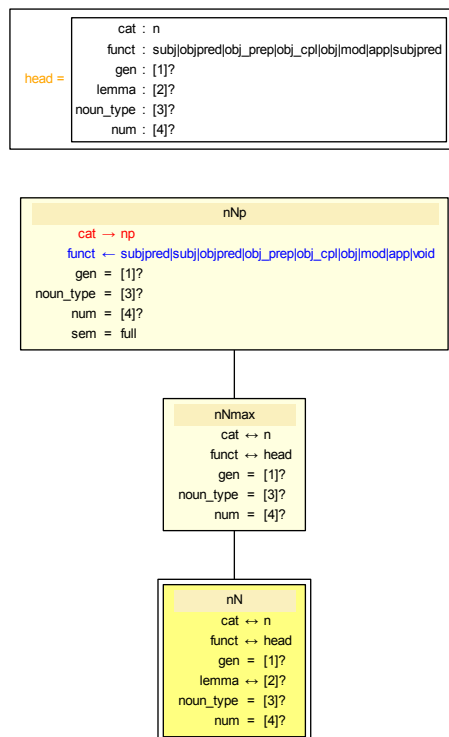 head =
cat : n
funct : subj|objpred|obj_prep|obj_cpl|obj|mod|app|subjpred
gen : [1]?
lemma : [2]?
noun_type : [3]?
num : [4]?
nNp
cat → np
funct ← subjpred|subj|objpred|obj_prep|obj_cpl|obj|mod|app|void
gen = [1]?
noun_type = [3]?
num = [4]?
sem = full
nNmax
cat ↔ n
funct ↔ head
gen = [1]?
noun_type = [3]?
num = [4]?
nN
cat ↔ n
funct ↔ head
gen = [1]?
lemma ↔ [2]?
noun_type = [3]?
num = [4]?